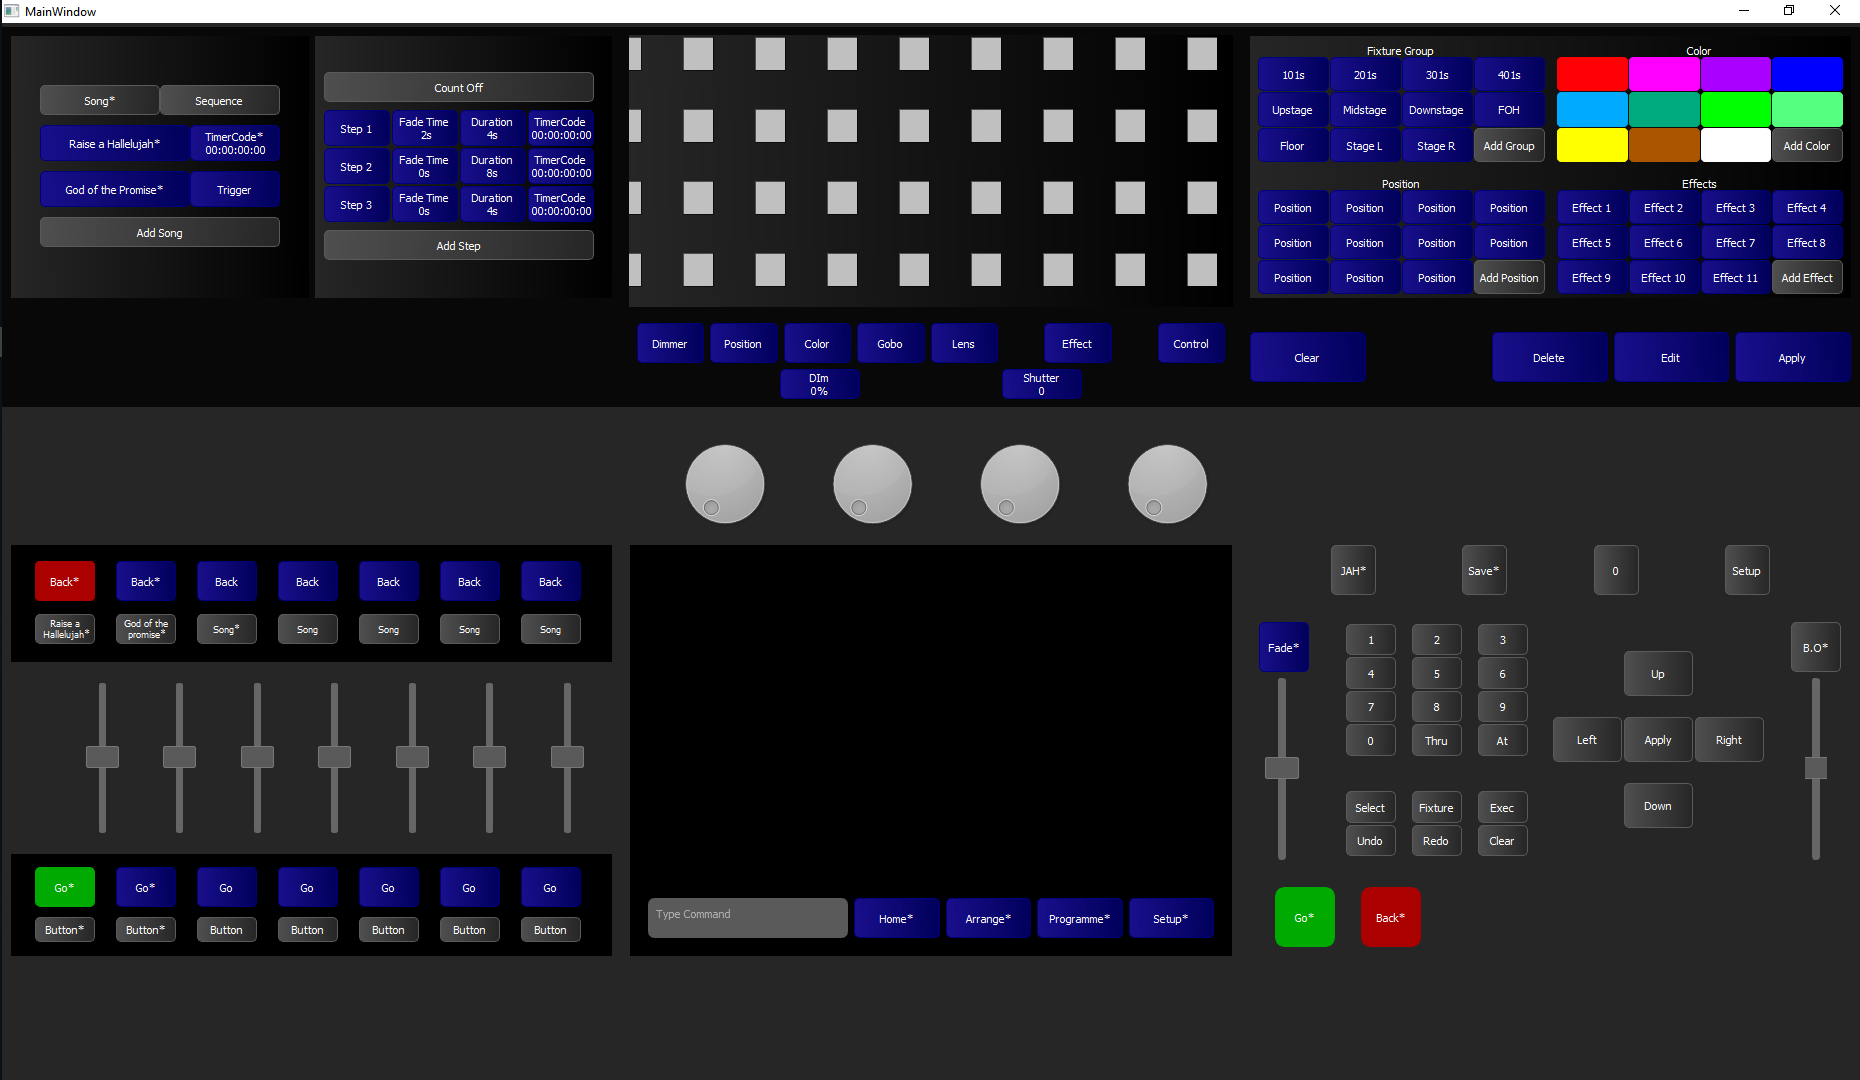 MainWindow
Song*
Sequence
Raise a Hallelujah*
TimerCode*
00:00:00:00
God of the Promise*
Trigger
Add Song
Count Off
Step 1
Fade Time
2s
Duration
4s
TimerCode
00:00:00:00
Step 2
Fade Time
0s
Duration
8s
TimerCode
00:00:00:00
Step 3
Fade Time
0s
Duration
4s
TimerCode
00:00:00:00
Add Step
Dimmer
Position
Color
Gobo
Lens
Effect
Control
DIm
0%
Shutter
0
Fixture Group
101s
201s
301s
401s
Upstage
Midstage
Downstage
FOH
Floor
Stage L
Stage R
Add Group
Color
Add Color
Position
Position
Position
Position
Position
Position
Position
Position
Position
Position
Position
Position
Add Position
Effects
Effect 1
Effect 2
Effect 3
Effect 4
Effect 5
Effect 6
Effect 7
Effect 8
Effect 9
Effect 10
Effect 11
Add Effect
Clear
Delete
Edit
Apply
Back*
Back*
Back
Back
Back
Back
Back
Raise a
Hallelujah*
God of the
promise*
Song*
Song
Song
Song
Song
Go*
Go*
Go
Go
Go
Go
Go
Button*
Button*
Button
Button
Button
Button
Button
Type Command
Home*
Arrange*
Programme*
Setup*
JAH*
Save*
0
Setup
Fade*
1
2
3
4
5
6
7
8
9
0
Thru
At
Select
Fixture
Exec
Undo
Redo
Clear
Up
Left
Apply
Right
Down
B.O*
Go*
Back*